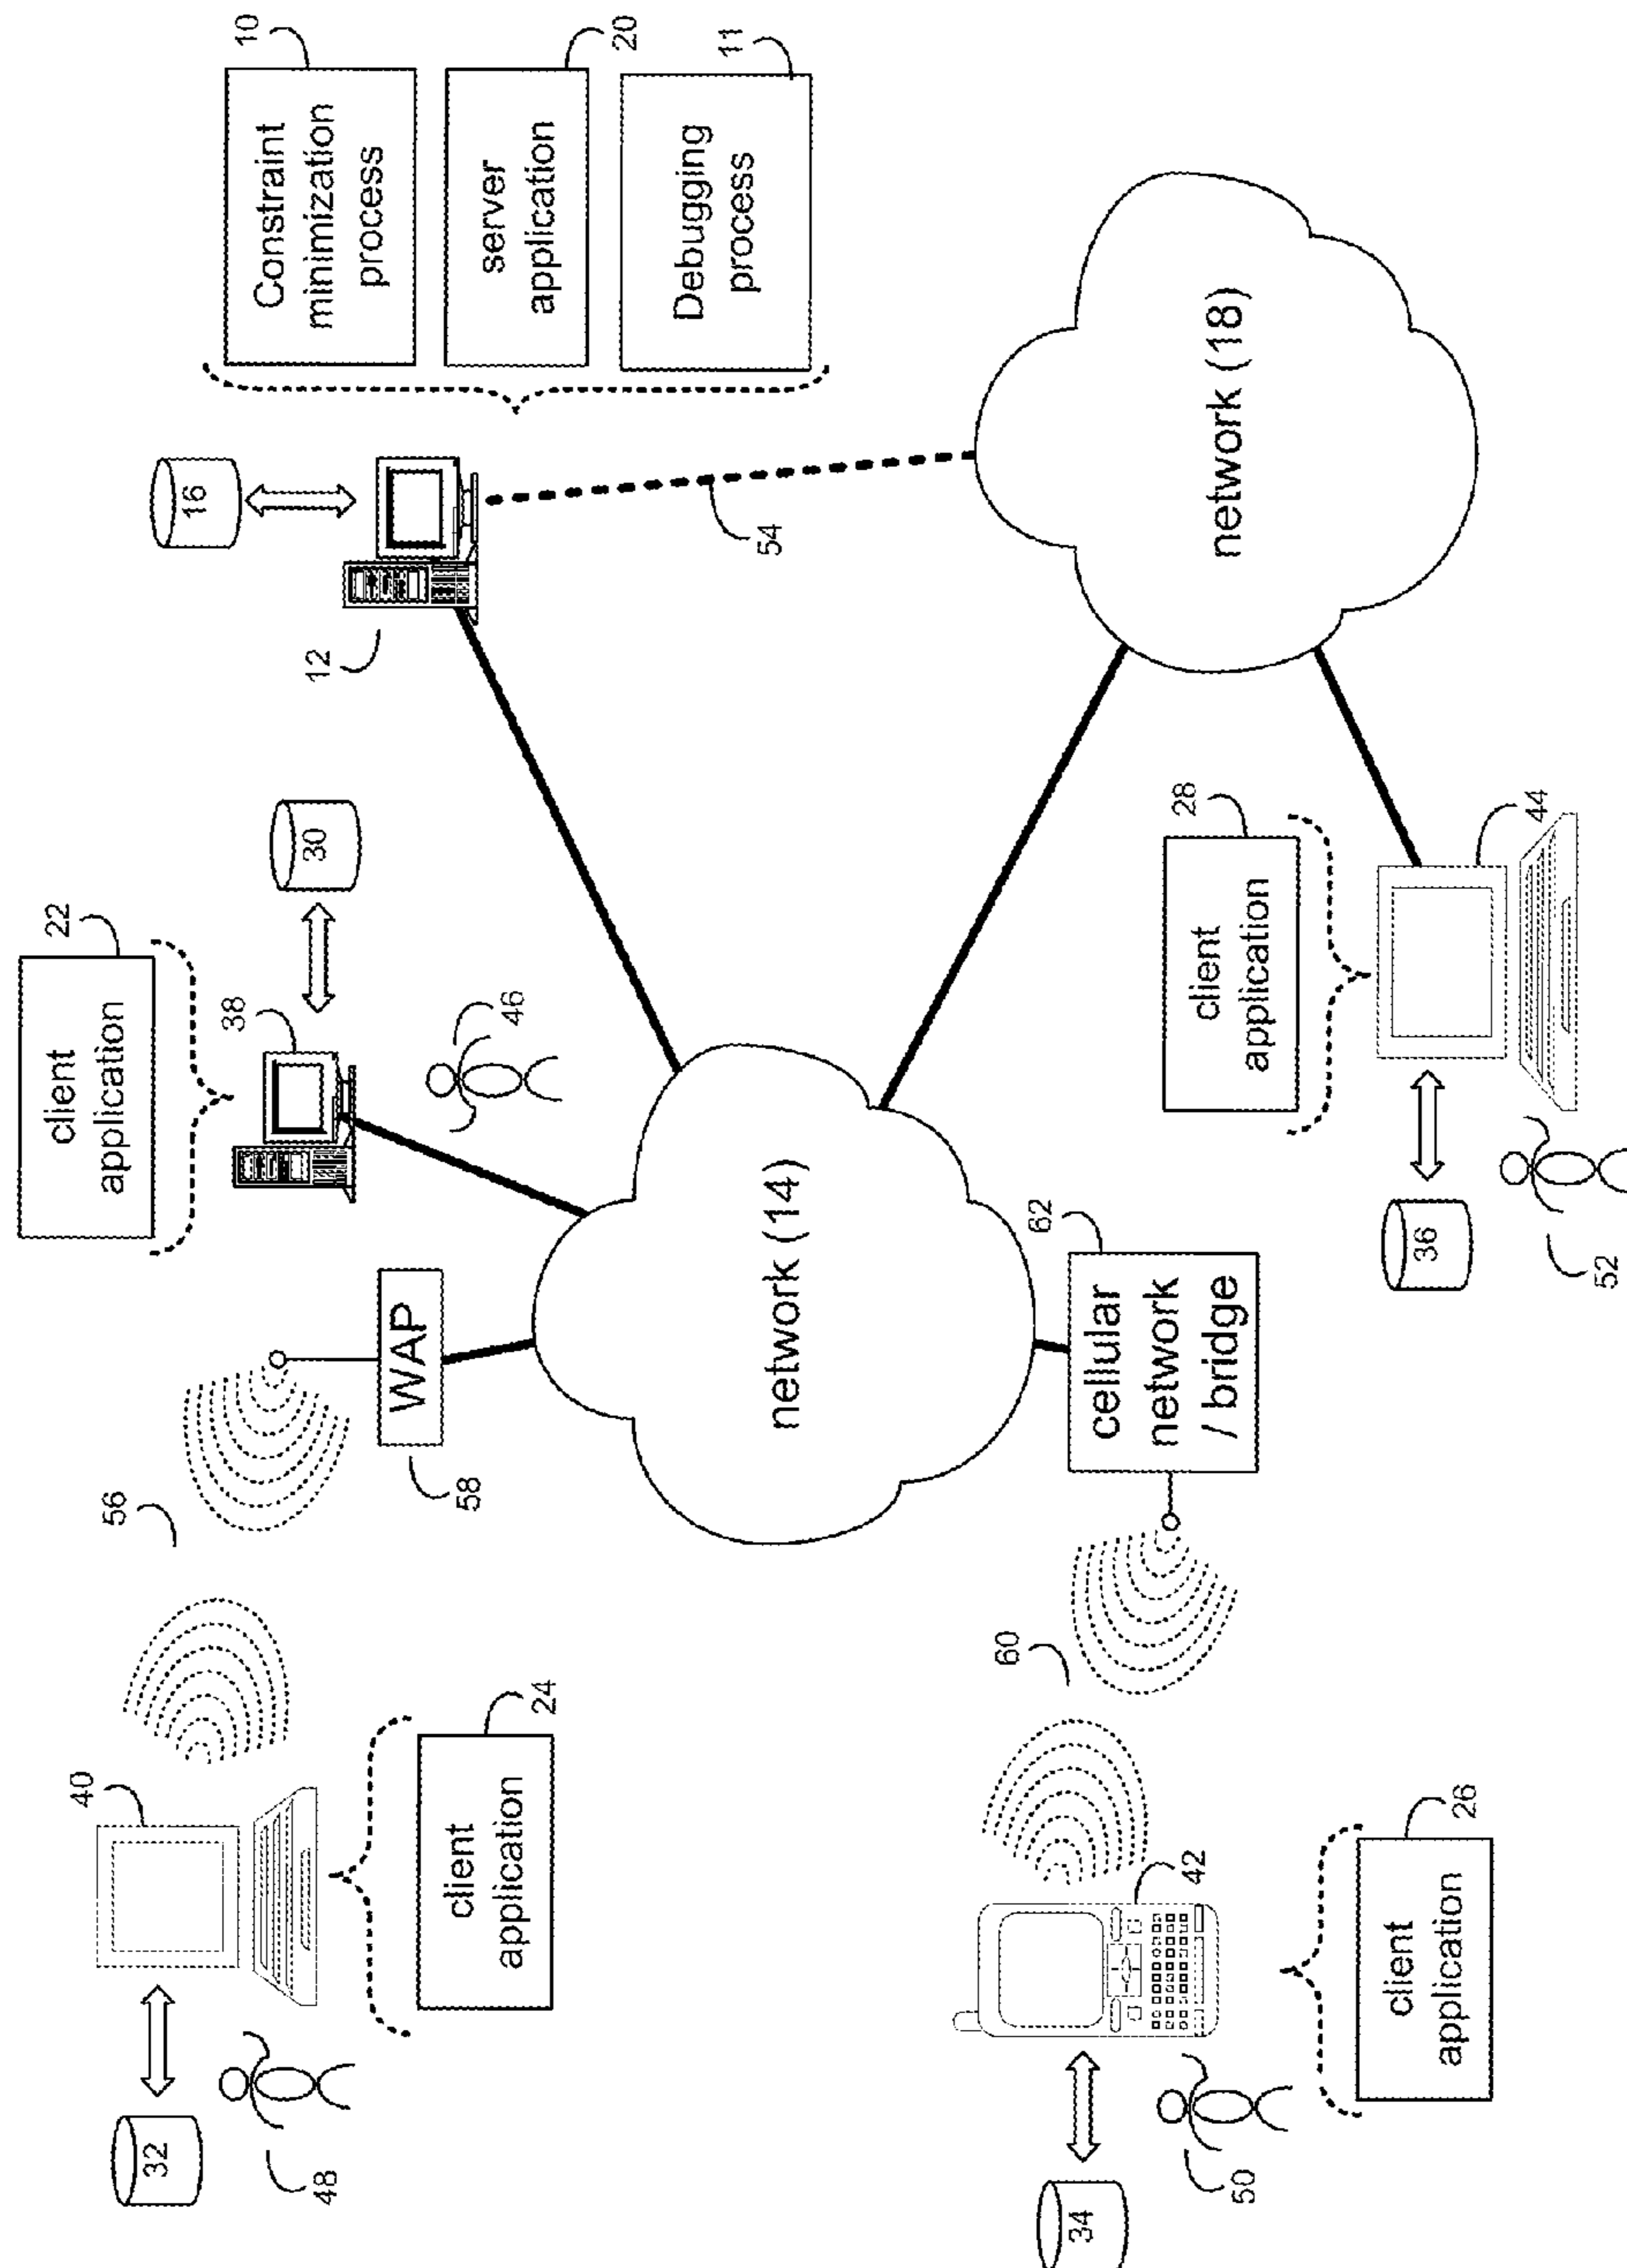 22
client
application
40
32
56
16
38
30
10
Constraint
minimization
process
12
48
24
client
application
58
WAP
46
20
server
application
11
Debugging
process
54
network (14)
network (18)
60
62
cellular
network
/ bridge
42
34
50
26
client
application
28
client
application
44
36
52